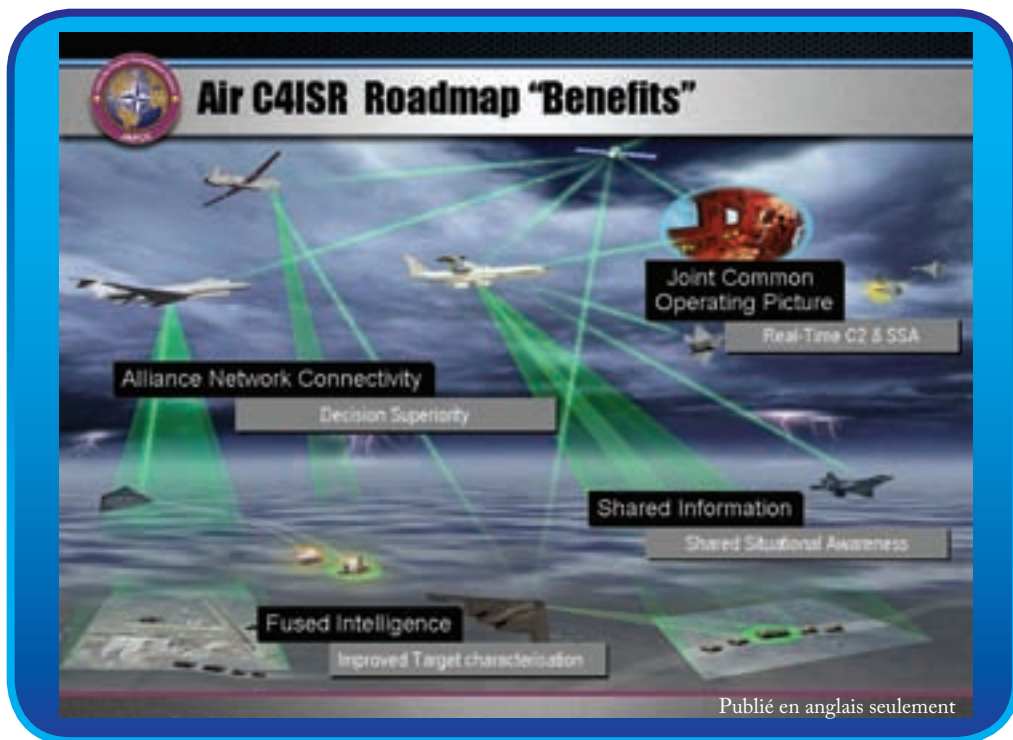 Air C4ISR Roadmap “Benefits”
Joint Common
Operating Picture
Real-Time C2 & SSA
Alliance Network Connectivity
Decision Superiority
Shared Information
Shared Situational Awareness
Fused Intelligence
Improved Target characterisation
Publié en anglais seulement